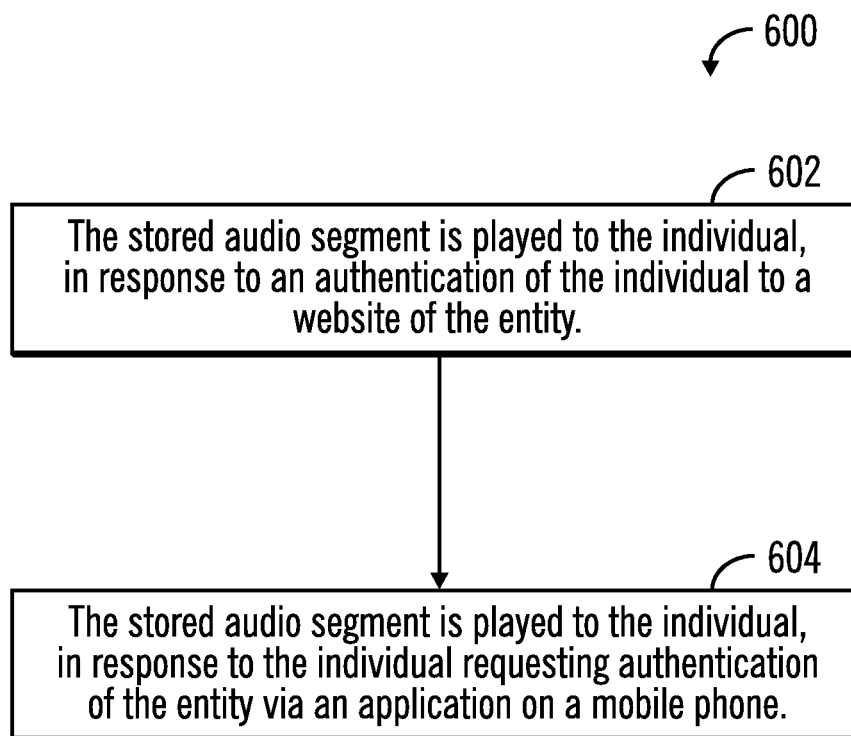 600
602
The stored audio segment is played to the individual,
in response to an authentication of the individual to a
website of the entity.
604
The stored audio segment is played to the individual,
in response to the individual requesting authentication
of the entity via an application on a mobile phone.